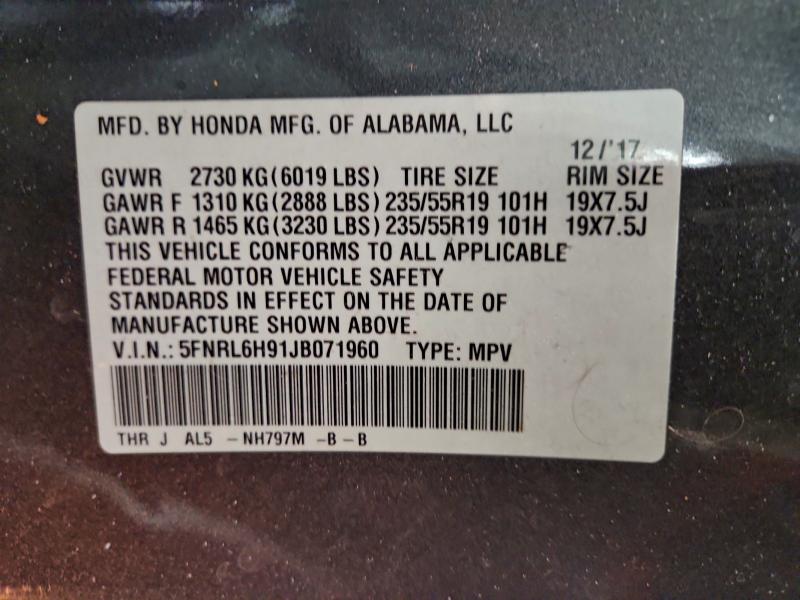 MFD. BY HONDA MFG. OF ALABAMA, LLC
12/'17
GVWR 2730 KG (6019 LBS) TIRE SIZE RIM SIZE
GAWR F 1310 KG (2888 LBS) 235/55R19 101H 19X7.5J
GAWR R 1465 KG (3230 LBS) 235/55R19 101H 19X7.5J
THIS VEHICLE CONFORMS TO ALL APPLICABLE
FEDERAL MOTOR VEHICLE SAFETY
STANDARDS IN EFFECT ON THE DATE OF
MANUFACTURE SHOWN ABOVE.
V.I.N.: 5FNRL6H91JB071960 TYPE: MPV
THR J AL5 - NH797M - B - B